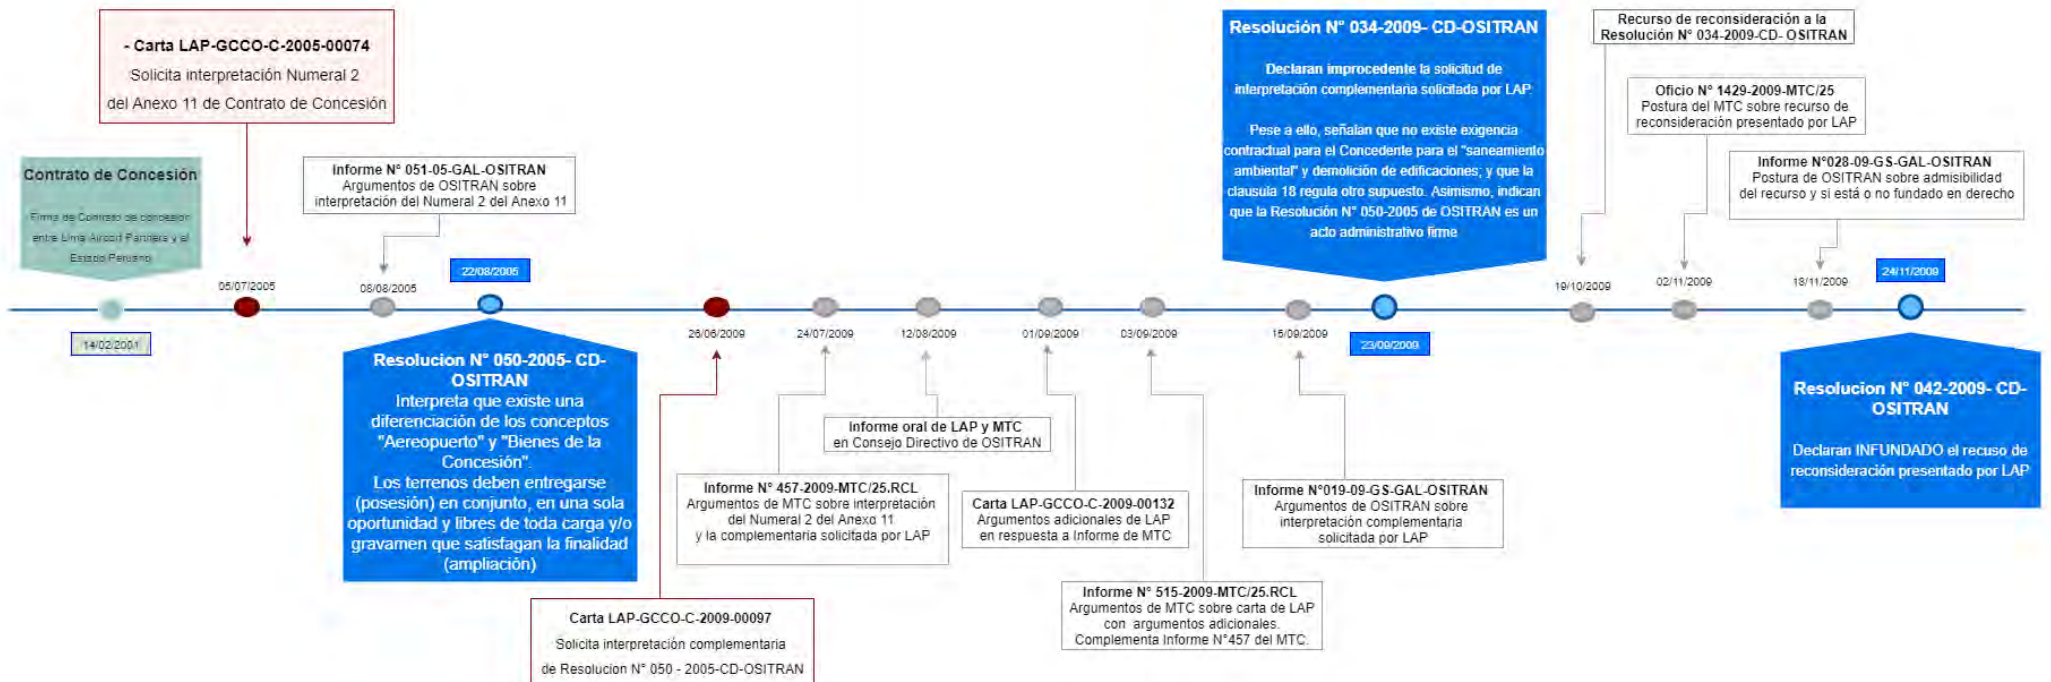 - Carta LAP-GCCO-C-2005-00074
Solicita interpretación Numeral 2
del Anexo 11 de Contrato de Concesión
Contrato de Concesión
Firma de Contrato de concesión
entre Lima Airport Partners y el
Estado Peruano
14/02/2001
05/07/2005
Informe N° 051-05-GAL-OSITRAN
Argumentos de OSITRAN sobre
interpretación del Numeral 2 del Anexo 11
08/08/2005
22/08/2005
Resolucion N° 050-2005- CD-
OSITRAN
Interpreta que existe una
diferenciación de los conceptos
"Aereopuerto" y "Bienes de la
Concesión".
Los terrenos deben entregarse
(posesión) en conjunto, en una sola
oportunidad y libres de toda carga y/o
gravamen que satisfagan la finalidad
(ampliación)
26/06/2009
Carta LAP-GCCO-C-2009-00097
Solicita interpretación complementaria
de Resolucion N° 050 - 2005-CD-OSITRAN
24/07/2009
Informe N° 457-2009-MTC/25.RCL
Argumentos de MTC sobre interpretación
del Numeral 2 del Anexo 11
y la complementaria solicitada por LAP
12/08/2009
Informe oral de LAP y MTC
en Consejo Directivo de OSITRAN
01/09/2009
Carta LAP-GCCO-C-2009-00132
Argumentos adicionales de LAP
en respuesta a Informe de MTC
03/09/2009
Informe N° 515-2009-MTC/25.RCL
Argumentos de MTC sobre carta de LAP
con argumentos adicionales.
Complementa Informe N°457 del MTC.
15/09/2009
Informe N°019-09-GS-GAL-OSITRAN
Argumentos de OSITRAN sobre
interpretación complementaria
solicitada por LAP
Resolución N° 034-2009- CD-OSITRAN
Declaran improcedente la solicitud de
interpretación complementaria solicitada por LAP
Pese a ello, señalan que no existe exigencia
contractual para el Concedente para el "saneamiento
ambiental" y demolición de edificaciones; y que la
clausula 18 regula otro supuesto. Asimismo, indican
que la Resolución N° 050-2005 de OSITRAN es un
acto administrativo firme
23/09/2009
Recurso de reconsideración a la
Resolución N° 034-2009-CD- OSITRAN
19/10/2009
Oficio N° 1429-2009-MTC/25
Postura del MTC sobre recurso de
reconsideración presentado por LAP
02/11/2009
Informe N°028-09-GS-GAL-OSITRAN
Postura de OSITRAN sobre admisibilidad
del recurso y si está o no fundado en derecho
18/11/2009
24/11/2009
Resolucion N° 042-2009- CD-
OSITRAN
Declaran INFUNDADO el recuso de
reconsideración presentado por LAP